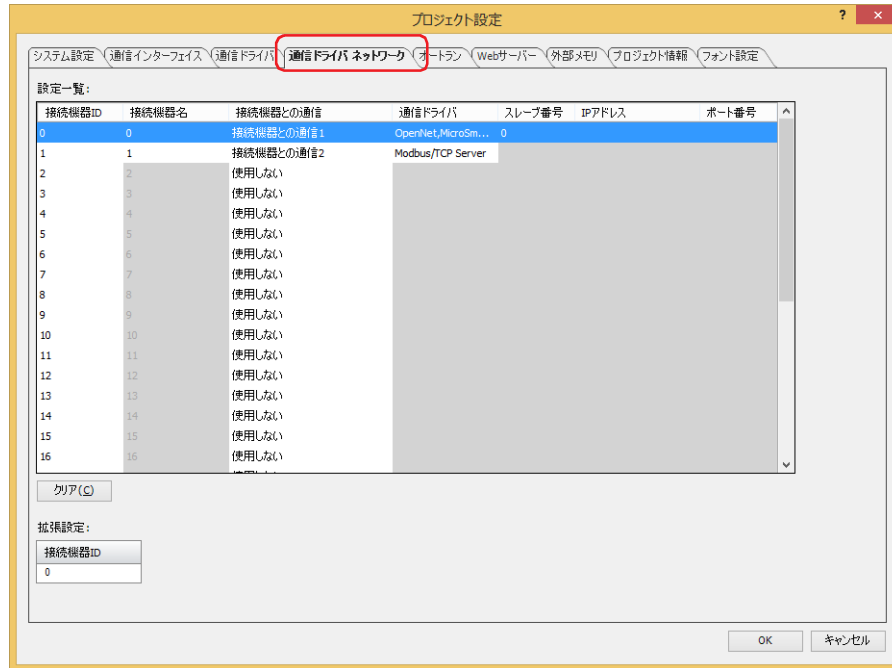 プロジェクト設定 ? ×
システム設定 通信インターフェイス 通信ドライバ 通信ドライバ ネットワーク オートラン Webサーバー 外部メモリ プロジェクト情報 フォント設定
設定一覧:
接続機器ID 接続機器名 接続機器との通信 通信ドライバ スレーブ番号 IPアドレス ポート番号
0 0 接続機器との通信1 OpenNet,MicroSm... 0
1 1 接続機器との通信2 Modbus/TCP Server
2 2 使用しない
3 3 使用しない
4 4 使用しない
5 5 使用しない
6 6 使用しない
7 7 使用しない
8 8 使用しない
9 9 使用しない
10 10 使用しない
11 11 使用しない
12 12 使用しない
13 13 使用しない
14 14 使用しない
15 15 使用しない
16 16 使用しない
クリア(C)
拡張設定:
接続機器ID
0
OK キャンセル